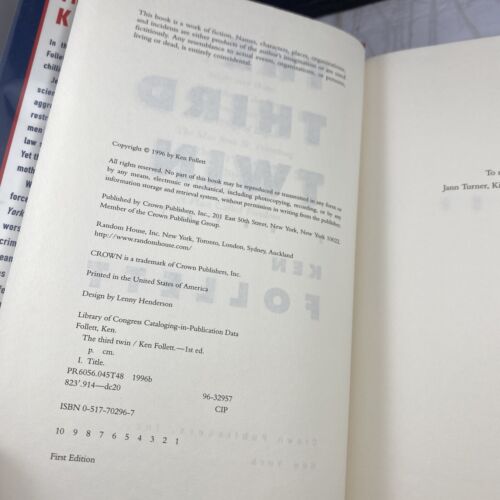 This book is a work of fiction. Names, characters, places, organizations,
and incidents are either products of the author's imagination or are used
fictitiously. Any resemblance to actual events, organizations, or persons,
living or dead, is entirely coincidental.
Copyright © 1996 by Ken Follett
All rights reserved. No part of this book may be reproduced or transmitted in any form or
by any means, electronic or mechanical, including photocopying, recording, or by any
information storage and retrieval system, without permission in writing from the publisher.
Published by Crown Publishers, Inc., 201 East 50th Street, New York, New York 10022.
Member of the Crown Publishing Group.
Random House, Inc. New York, Toronto, London, Sydney, Auckland
http://www.randomhouse.com/
CROWN is a trademark of Crown Publishers, Inc.
Printed in the United States of America
Design by Lenny Henderson
Library of Congress Cataloging-in-Publication Data
Follett, Ken.
The third twin / Ken Follett.—1st ed.
p. cm.
I. Title.
PR6056.O45T48 1996b
823'.914—dc20 96-32957
CIP
ISBN 0-517-70296-7
10 9 8 7 6 5 4 3 2 1
First Edition
THIRD
TWIN
KEN
FOLLETT
Jann Turner, Ki